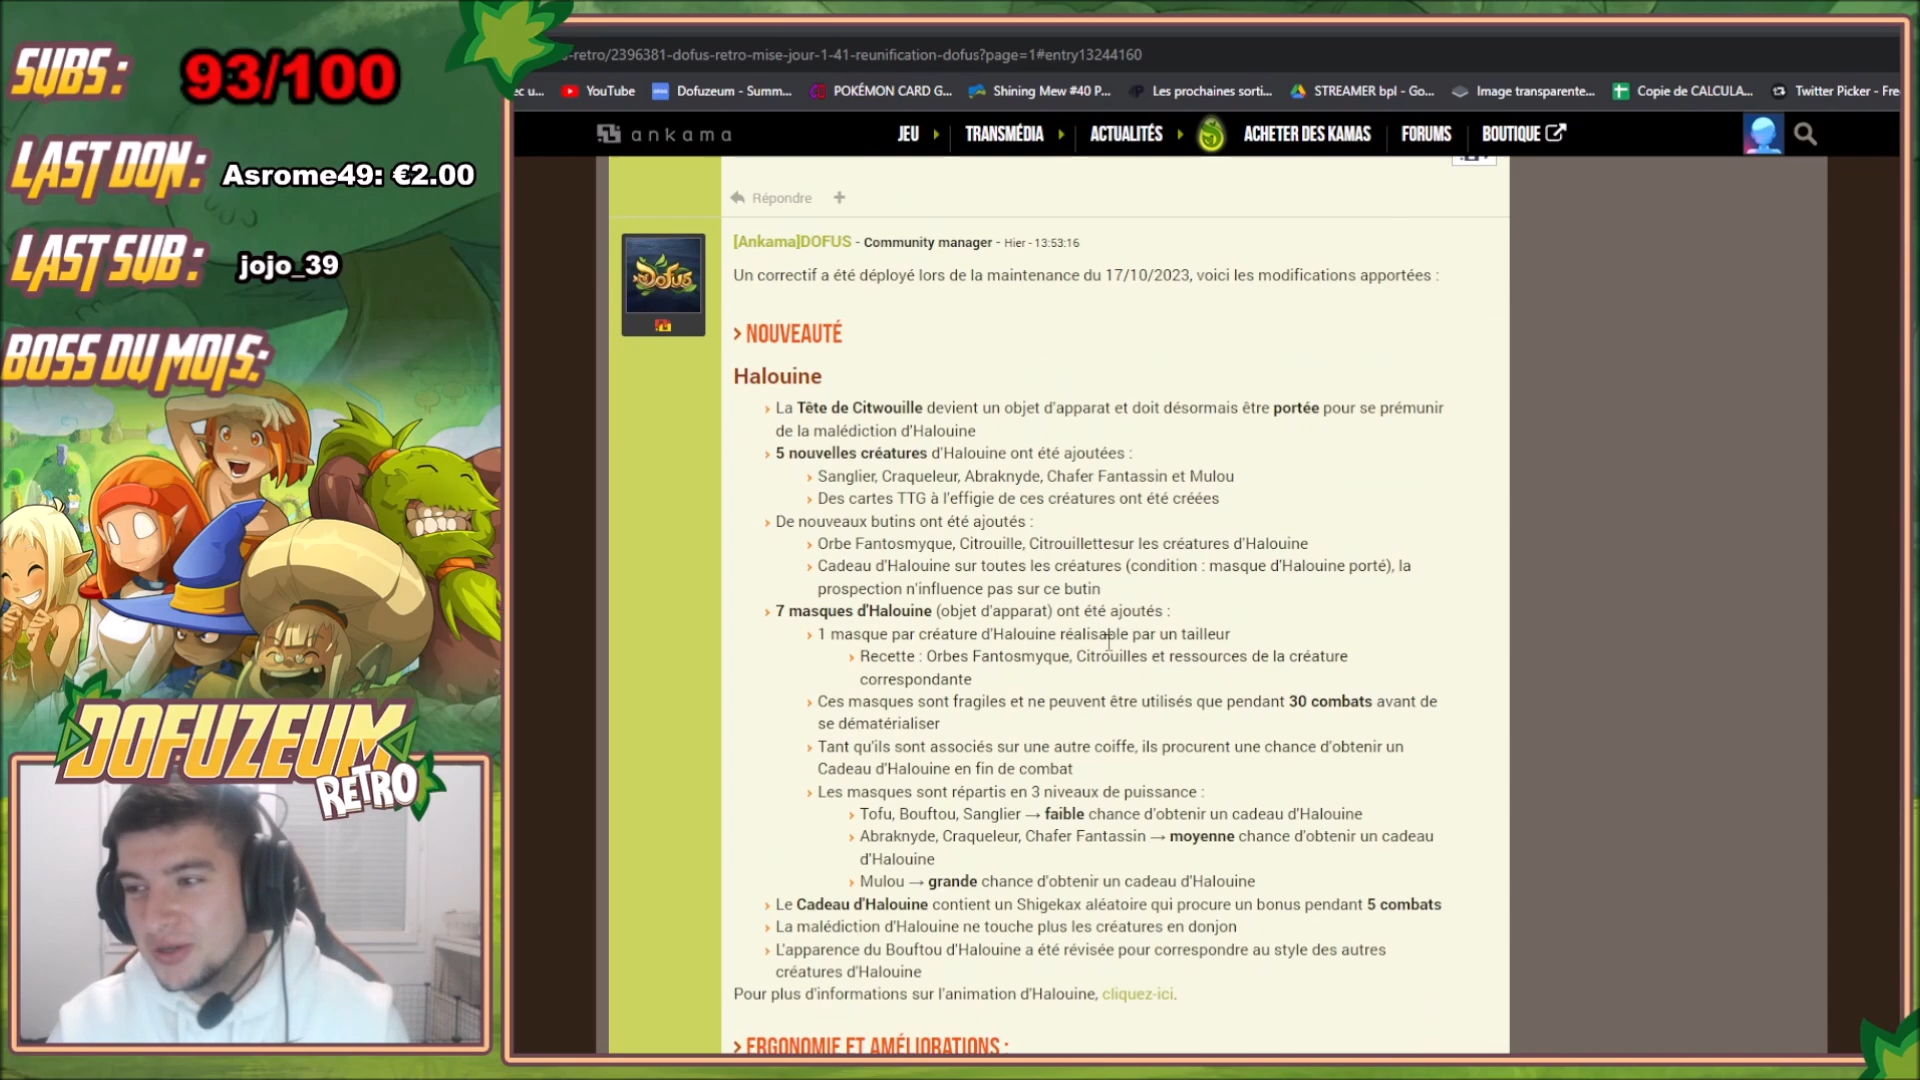 SUBS : 93/100
LAST DON : Asrome49: €2.00
LAST SUB : jojo_39
BOSS DU MOIS:
DOFUZEUM
RETRO
s-retro/2396381-dofus-retro-mise-jour-1-41-reunification-dofus?page=1#entry13244160
ec u... YouTube Dofuzeum - Summ... POKÉMON CARD G... Shining Mew #40 P... Les prochaines sorti... STREAMER bpl - Go... Image transparente... Copie de CALCULA... Twitter Picker - Fre
ankama JEU TRANSMÉDIA ACTUALITÉS ACHETER DES KAMAS FORUMS BOUTIQUE
Répondre +
DOFUS
[Ankama]DOFUS - Community manager - Hier - 13:53:16
Un correctif a été déployé lors de la maintenance du 17/10/2023, voici les modifications apportées :
> NOUVEAUTÉ
Halouine
› La Tête de Citwouille devient un objet d'apparat et doit désormais être portée pour se prémunir
de la malédiction d'Halouine
› 5 nouvelles créatures d'Halouine ont été ajoutées :
› Sanglier, Craqueleur, Abraknyde, Chafer Fantassin et Mulou
› Des cartes TTG à l'effigie de ces créatures ont été créées
› De nouveaux butins ont été ajoutés :
› Orbe Fantosmyque, Citrouille, Citrouillettesur les créatures d'Halouine
› Cadeau d'Halouine sur toutes les créatures (condition : masque d'Halouine porté), la
prospection n'influence pas sur ce butin
› 7 masques d'Halouine (objet d'apparat) ont été ajoutés :
› 1 masque par créature d'Halouine réalisable par un tailleur
› Recette : Orbes Fantosmyque, Citrouilles et ressources de la créature
correspondante
› Ces masques sont fragiles et ne peuvent être utilisés que pendant 30 combats avant de
se dématérialiser
› Tant qu'ils sont associés sur une autre coiffe, ils procurent une chance d'obtenir un
Cadeau d'Halouine en fin de combat
› Les masques sont répartis en 3 niveaux de puissance :
› Tofu, Bouftou, Sanglier → faible chance d'obtenir un cadeau d'Halouine
› Abraknyde, Craqueleur, Chafer Fantassin → moyenne chance d'obtenir un cadeau
d'Halouine
› Mulou → grande chance d'obtenir un cadeau d'Halouine
› Le Cadeau d'Halouine contient un Shigekax aléatoire qui procure un bonus pendant 5 combats
› La malédiction d'Halouine ne touche plus les créatures en donjon
› L'apparence du Bouftou d'Halouine a été révisée pour correspondre au style des autres
créatures d'Halouine
Pour plus d'informations sur l'animation d'Halouine, cliquez-ici.
> ERGONOMIE ET AMÉLIORATIONS :